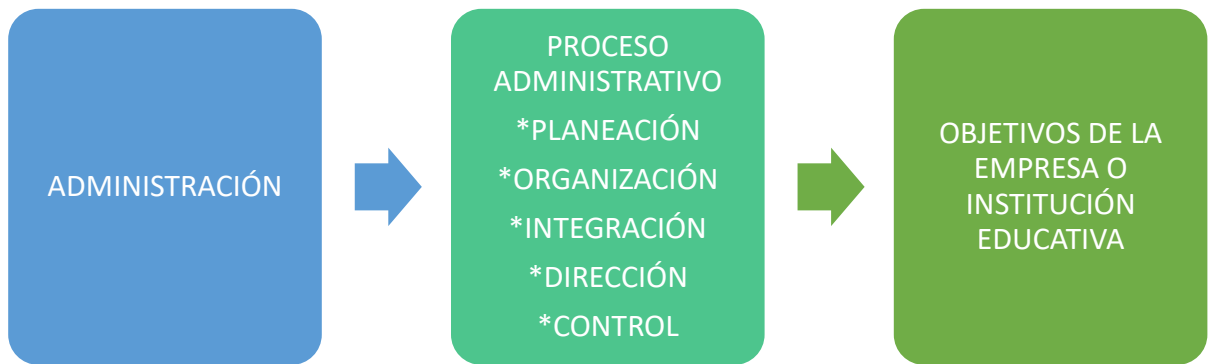 ADMINISTRACIÓN
PROCESO
ADMINISTRATIVO
*PLANEACIÓN
*ORGANIZACIÓN
*INTEGRACIÓN
*DIRECCIÓN
*CONTROL
OBJETIVOS DE LA
EMPRESA O
INSTITUCIÓN
EDUCATIVA